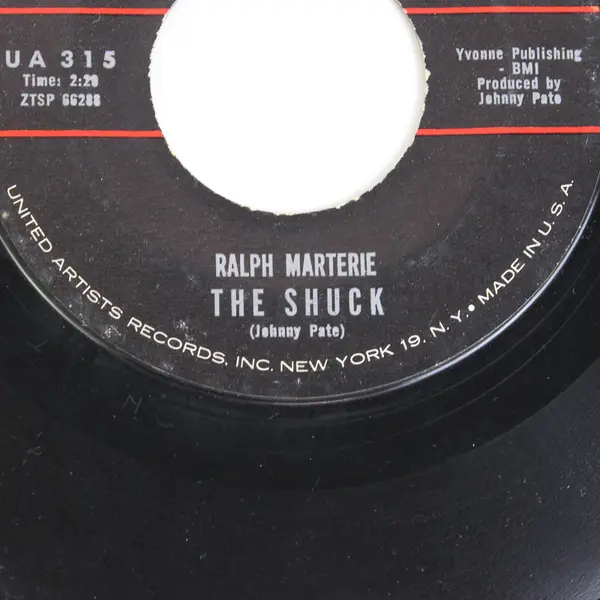 UA 315
Time: 2:20
ZTSP 66288
Yvonne Publishing
- BMI
Produced by
Johnny Pate
RALPH MARTERIE
THE SHUCK
(Johnny Pate)
UNITED ARTISTS RECORDS, INC. NEW YORK 19, N.Y. • MADE IN U.S.A.